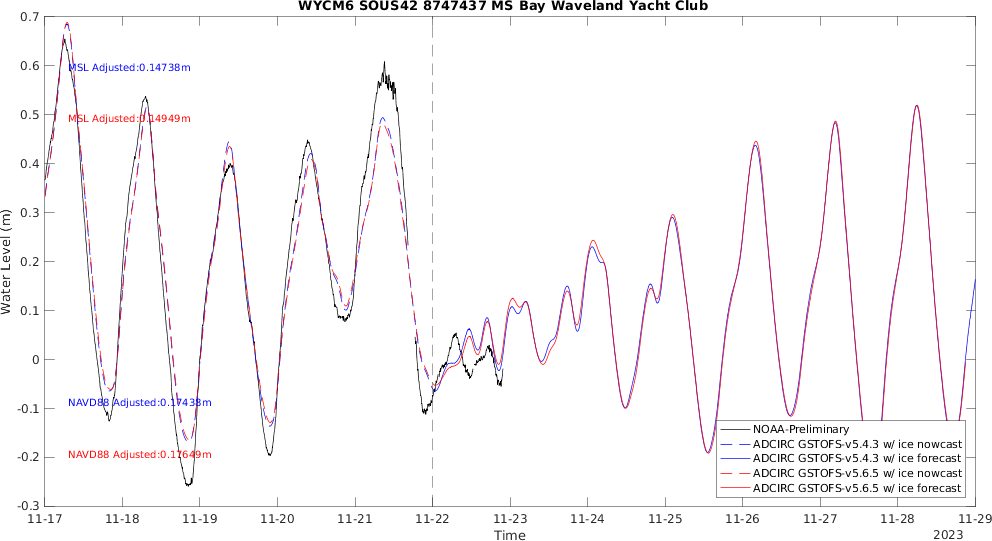 WYCM6 SOUS42 8747437 MS Bay Waveland Yacht Club
Water Level (m)
0.7
0.6
0.5
0.4
0.3
0.2
0.1
0
-0.1
-0.2
-0.3
MSL Adjusted:0.14738m
MSL Adjusted:0.14949m
NAVD88 Adjusted:0.17438m
NAVD88 Adjusted:0.17649m
NOAA-Preliminary
ADCIRC GSTOFS-v5.4.3 w/ ice nowcast
ADCIRC GSTOFS-v5.4.3 w/ ice forecast
ADCIRC GSTOFS-v5.6.5 w/ ice nowcast
ADCIRC GSTOFS-v5.6.5 w/ ice forecast
11-17 11-18 11-19 11-20 11-21 11-22 11-23 11-24 11-25 11-26 11-27 11-28 11-29
Time
2023